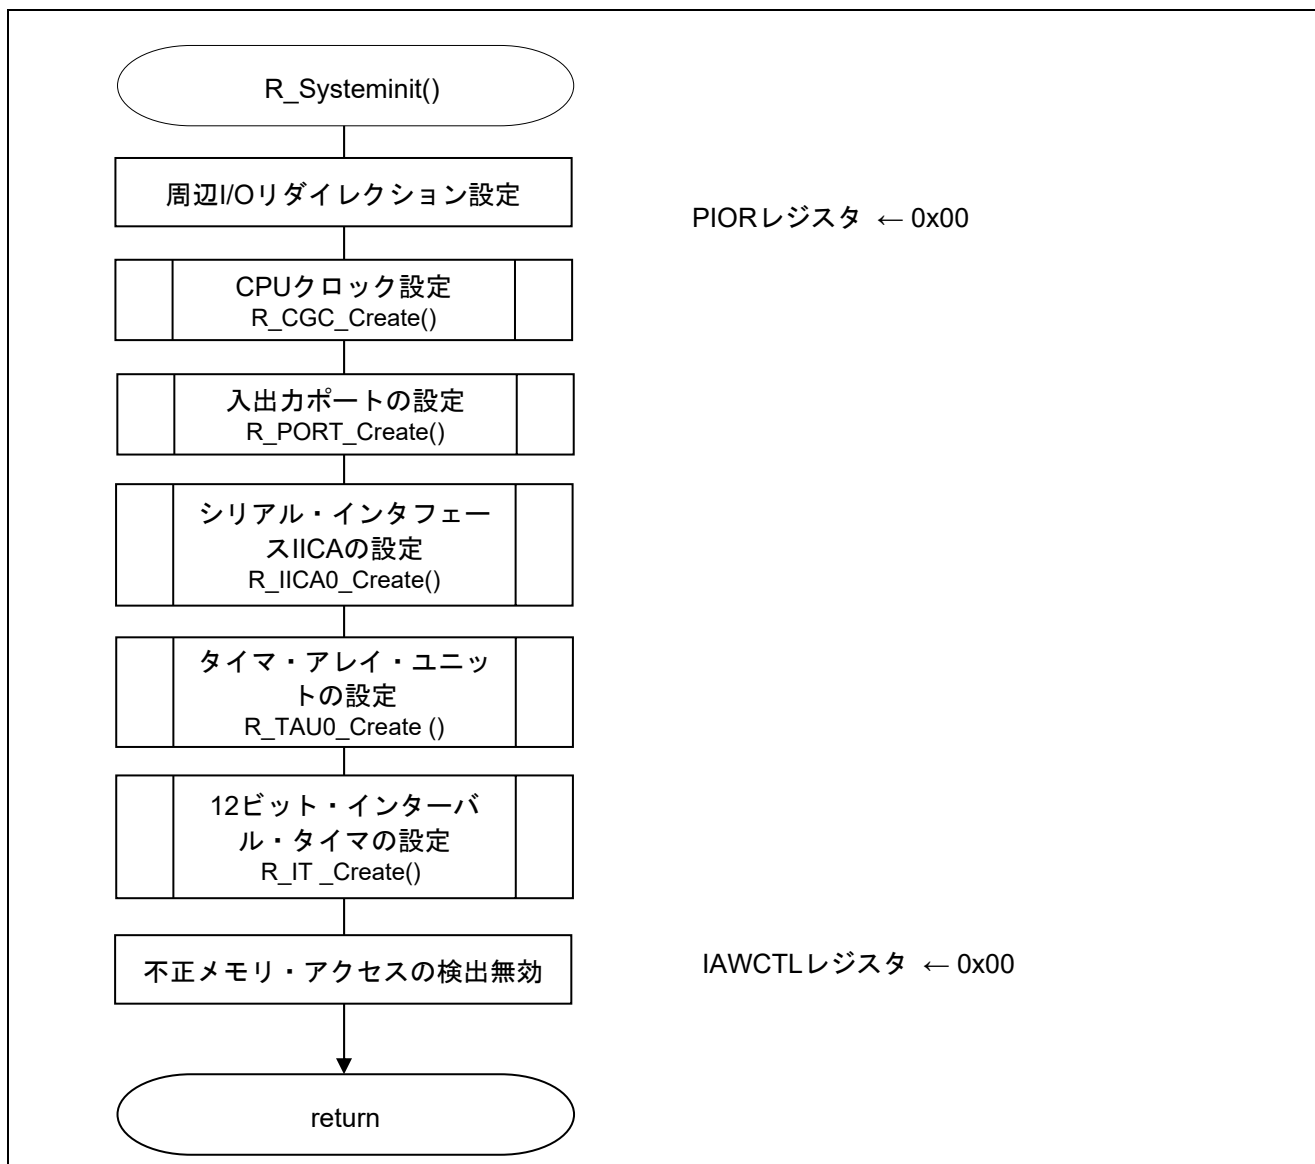 R_Systeminit()
周辺I/Oリダイレクション設定
PIORレジスタ ← 0x00
CPUクロック設定
R_CGC_Create()
入出力ポートの設定
R_PORT_Create()
シリアル・インタフェー
スIICAの設定
R_IICA0_Create()
タイマ・アレイ・ユニッ
トの設定
R_TAU0_Create ()
12ビット・インターバ
ル・タイマの設定
R_IT _Create()
不正メモリ・アクセスの検出無効
IAWCTLレジスタ ← 0x00
return